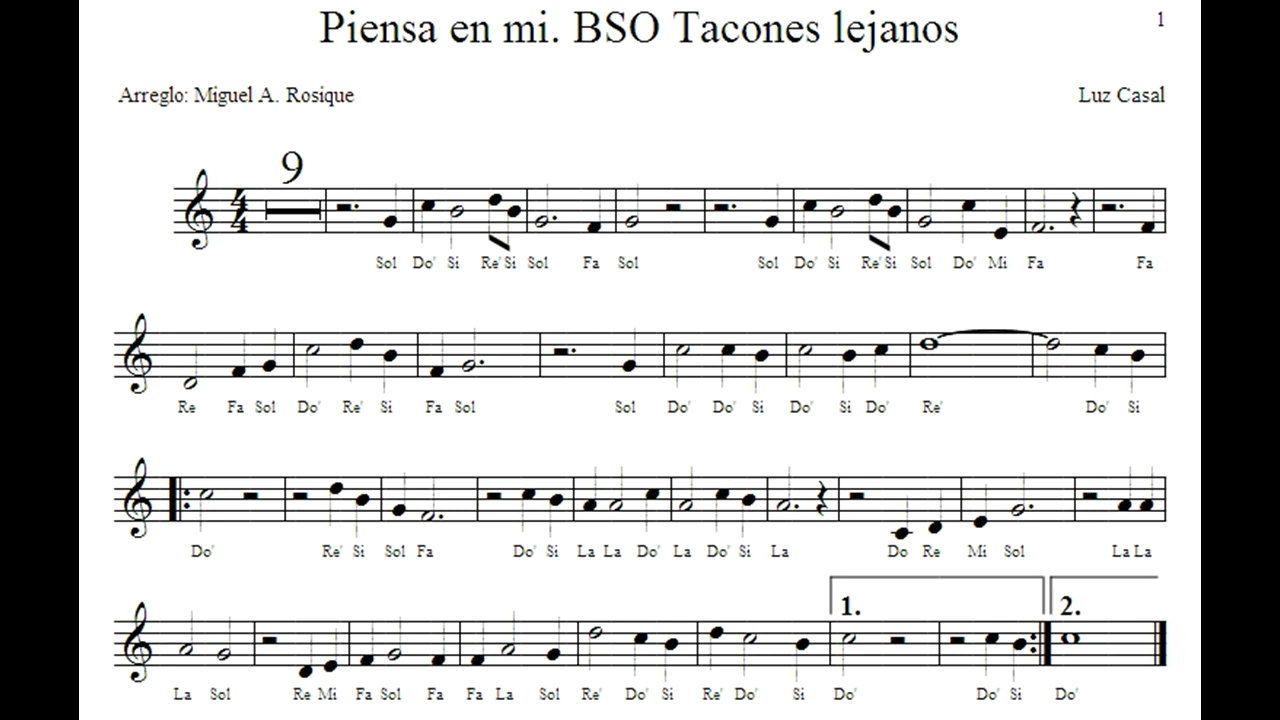 Piensa en mi. BSO Tacones lejanos
1
Arreglo: Miguel A. Rosique
Luz Casal
9
Sol Do' Si Re' Si Sol Fa Sol Sol Do' Si Re' Si Sol Do' Mi Fa Fa
Re Fa Sol Do' Re' Si Fa Sol Sol Do' Do' Si Do' Si Do' Re' Do' Si
Do' Re' Si Sol Fa Do' Si La La Do' La Do' Si La Do Re Mi Sol La La
1. 2.
La Sol Re Mi Fa Sol Fa Fa La Sol Re' Do' Si Re' Do' Si Do' Do' Si Do'